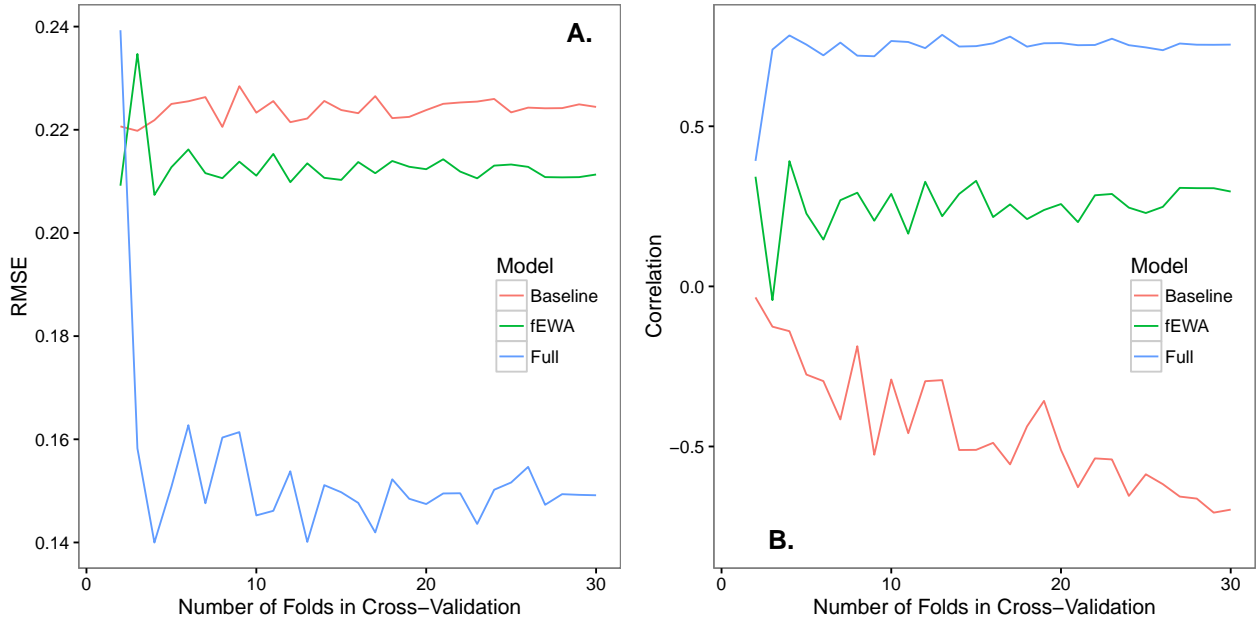 A.
0.24
0.22
0.20
0.18
0.16
0.14
RMSE
Model
Baseline
fEWA
Full
0 10 20 30
Number of Folds in Cross−Validation
0.5
0.0
−0.5
Correlation
Model
Baseline
fEWA
Full
B.
0 10 20 30
Number of Folds in Cross−Validation